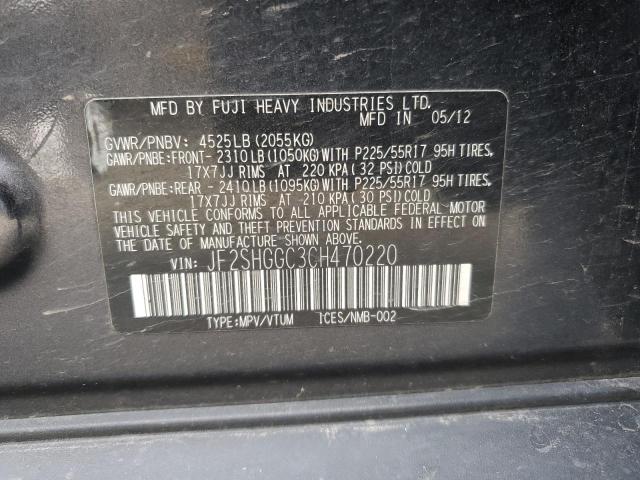 MFD BY FUJI HEAVY INDUSTRIES LTD.
MFD IN 05/12
GVWR/PNBV: 4525LB(2055KG)
GAWR/PNBE:FRONT- 2310LB(1050KG)WITH P225/55R17 95H TIRES,
17X7JJ RIMS AT 220 KPA(32 PSI)COLD
GAWR/PNBE:REAR - 2410LB(1095KG)WITH P225/55R17 95H TIRES,
17X7JJ RIMS AT 210 KPA(30 PSI)COLD
THIS VEHICLE CONFORMS TO ALL APPLICABLE FEDERAL-MOTOR
VEHICLE SAFETY AND THEFT PREVENTION STANDARDS IN EFFECT ON
THE DATE OF MANUFACTURE SHOWN ABOVE.
VIN: JF2SHGGC3CH470220
TYPE:MPV/VTUM ICES/NMB-002